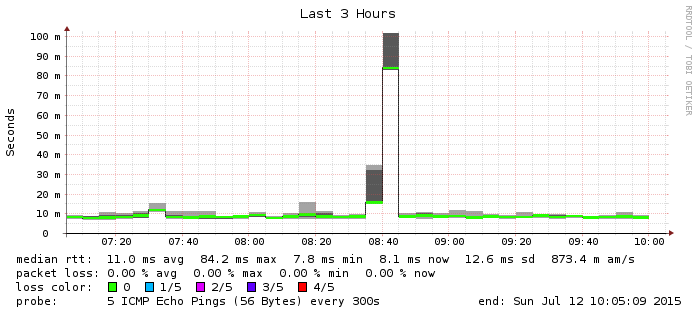 Last 3 Hours
RRDTOOL / TOBI OETIKER
Seconds
100 m
90 m
80 m
70 m
60 m
50 m
40 m
30 m
20 m
10 m
0
07:20 07:40 08:00 08:20 08:40 09:00 09:20 09:40 10:00
median rtt: 11.0 ms avg 84.2 ms max 7.8 ms min 8.1 ms now 12.6 ms sd 873.4 m am/s
packet loss: 0.00 % avg 0.00 % max 0.00 % min 0.00 % now
loss color: 0 1/5 2/5 3/5 4/5
probe: 5 ICMP Echo Pings (56 Bytes) every 300s end: Sun Jul 12 10:05:09 2015